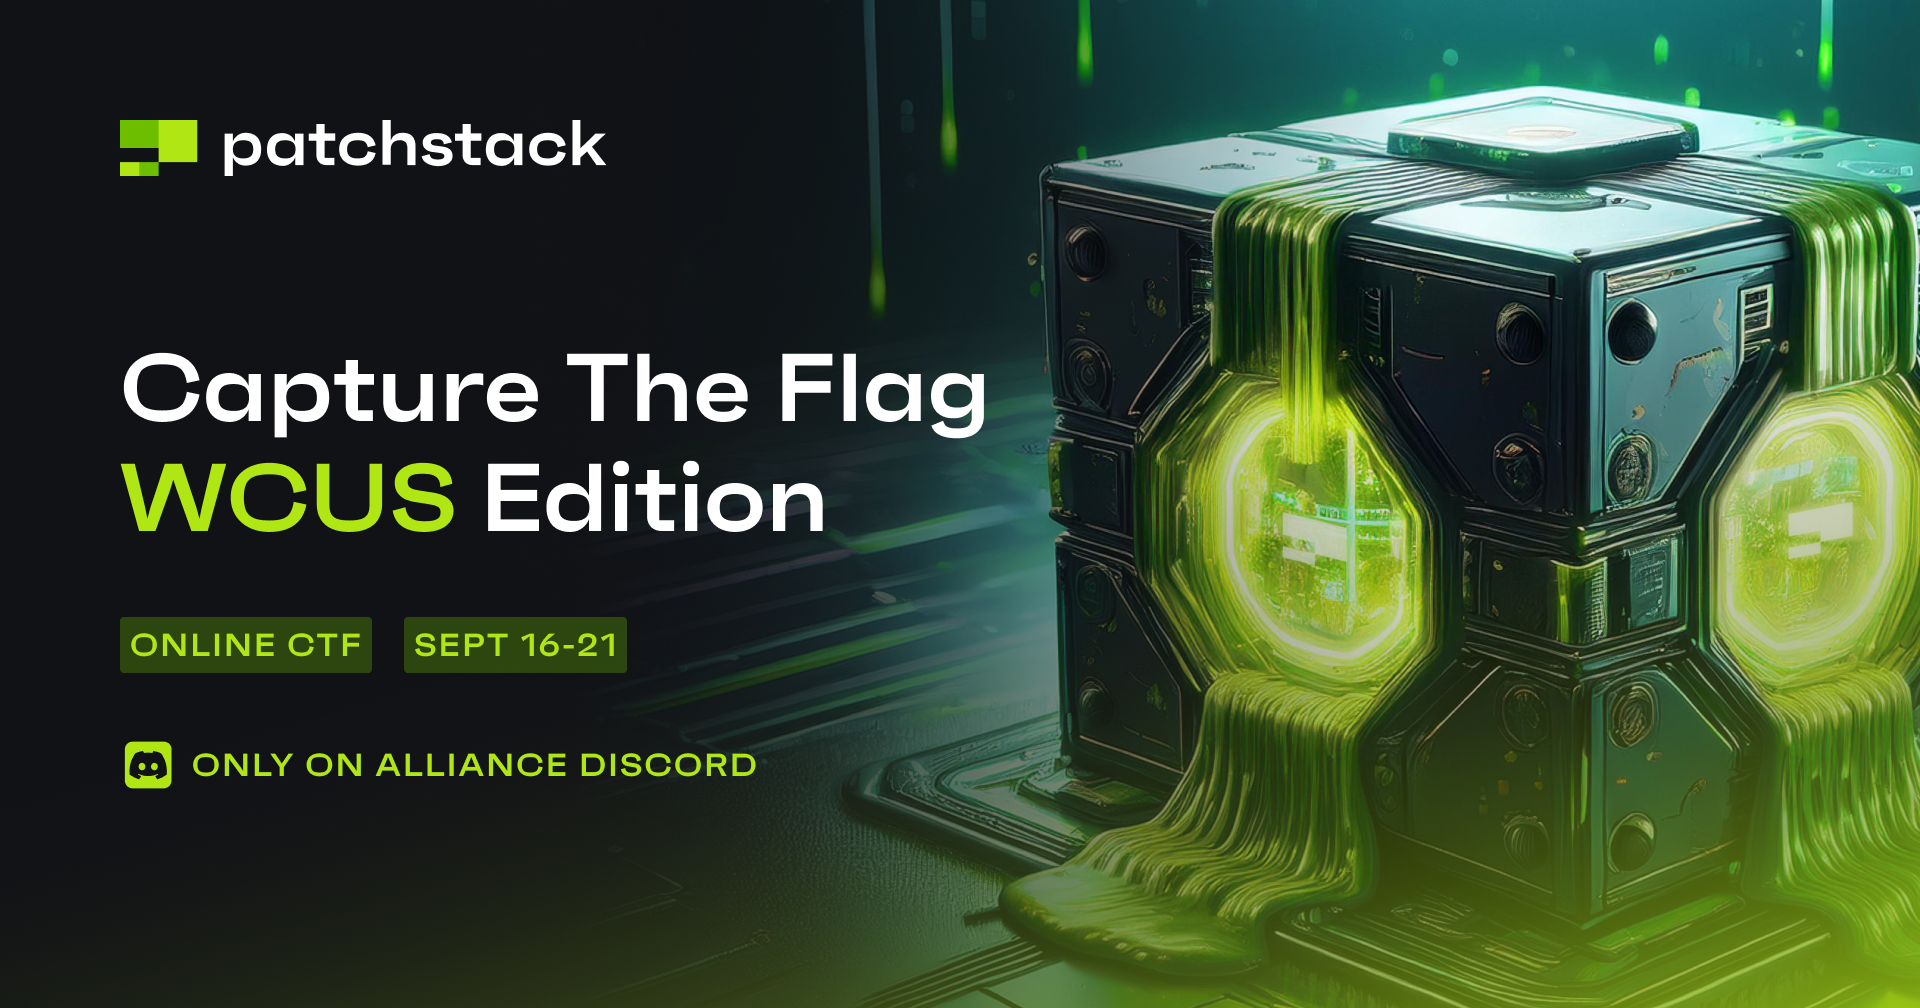 patchstack
Capture The Flag
WCUS Edition
ONLINE CTF
SEPT 16-21
ONLY ON ALLIANCE DISCORD